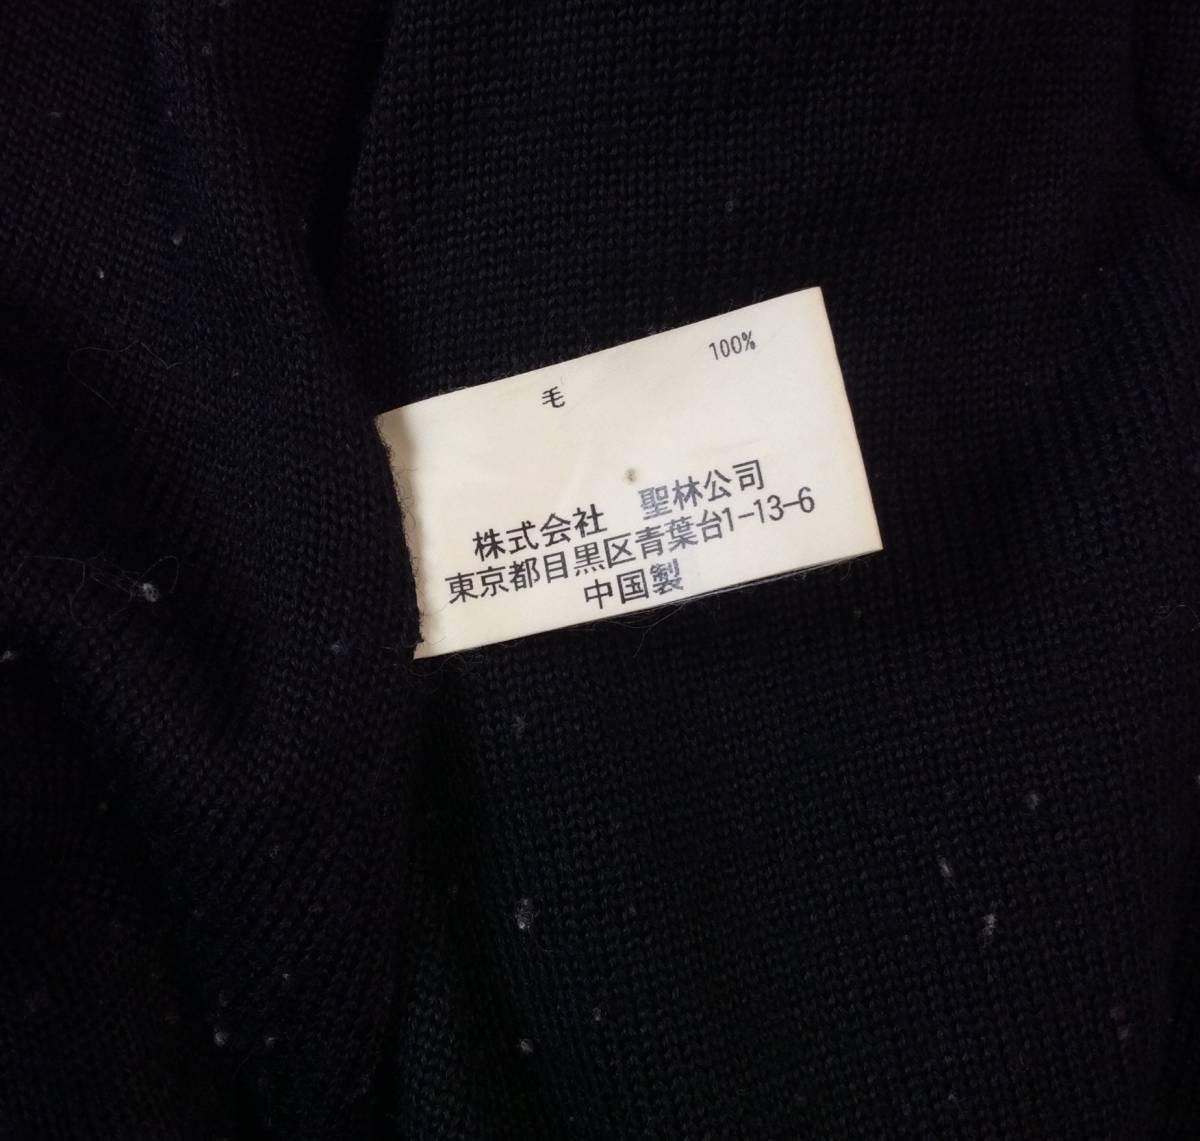 毛 100%
株式会社 聖林公司
東京都目黒区青葉台1-13-6
中国製